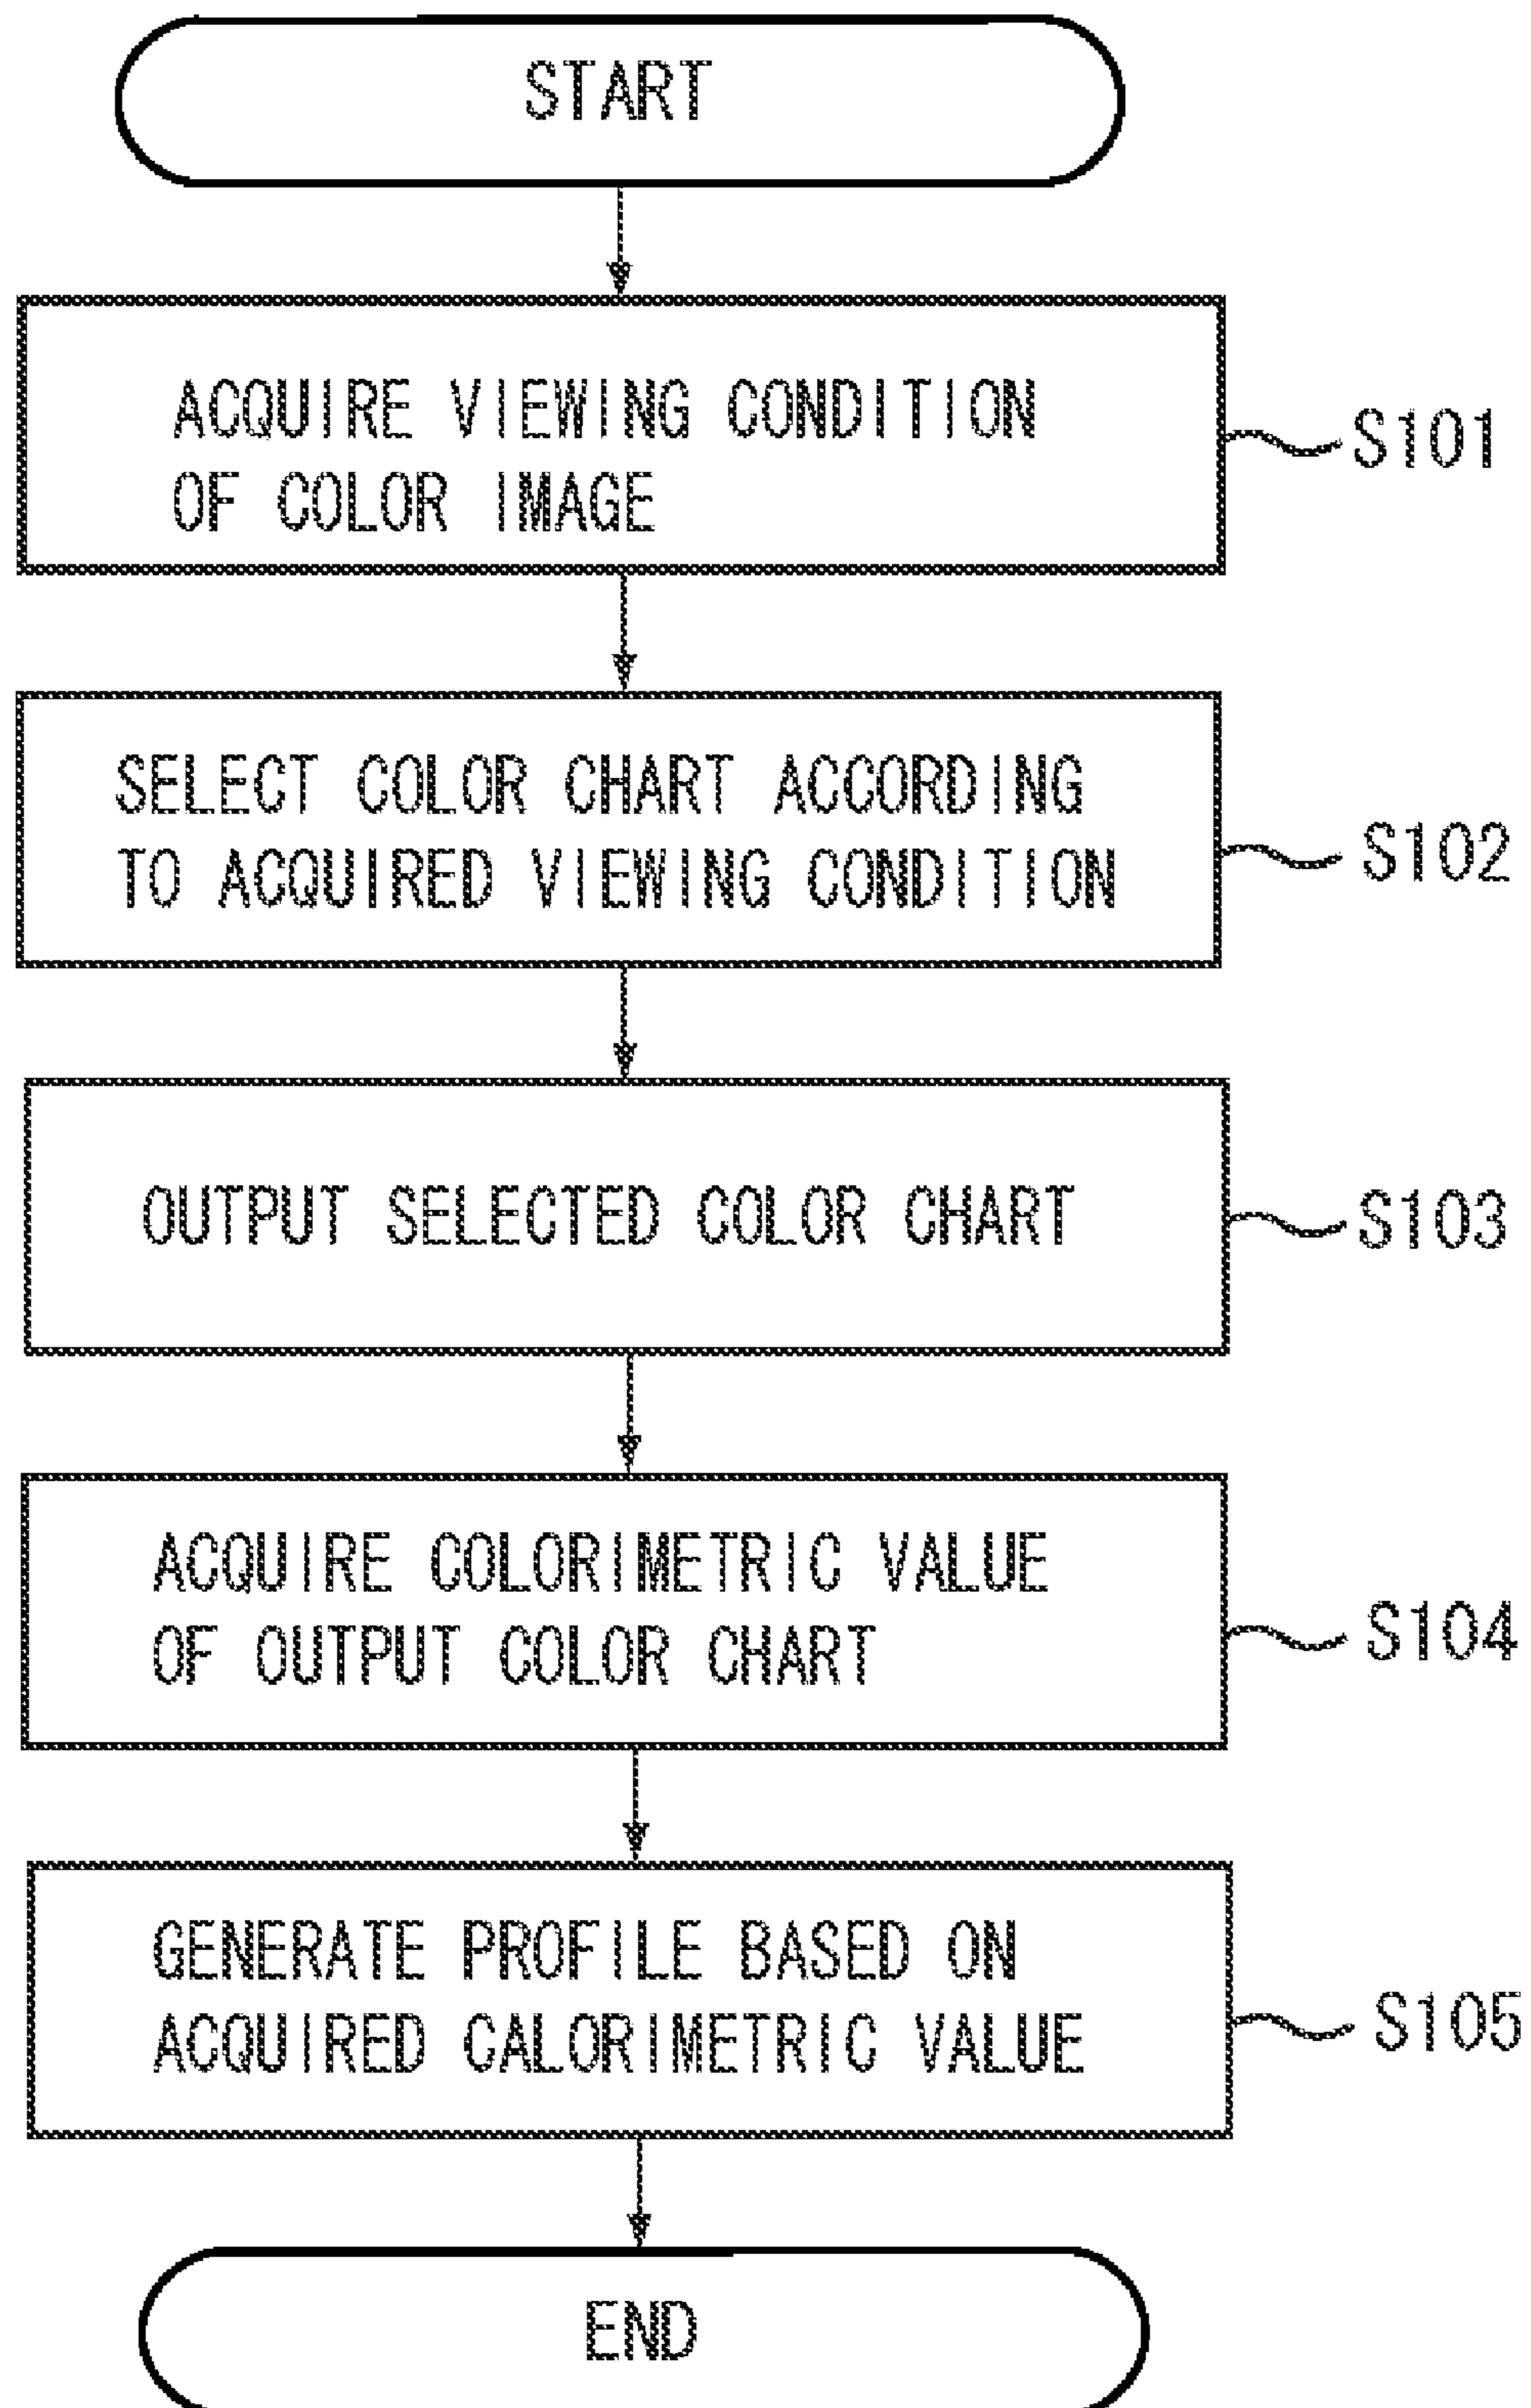 START
ACQUIRE VIEWING CONDITION
OF COLOR IMAGE
S101
SELECT COLOR CHART ACCORDING
TO ACQUIRED VIEWING CONDITION
S102
OUTPUT SELECTED COLOR CHART
S103
ACQUIRE COLORIMETRIC VALUE
OF OUTPUT COLOR CHART
S104
GENERATE PROFILE BASED ON
ACQUIRED CALORIMETRIC VALUE
S105
END